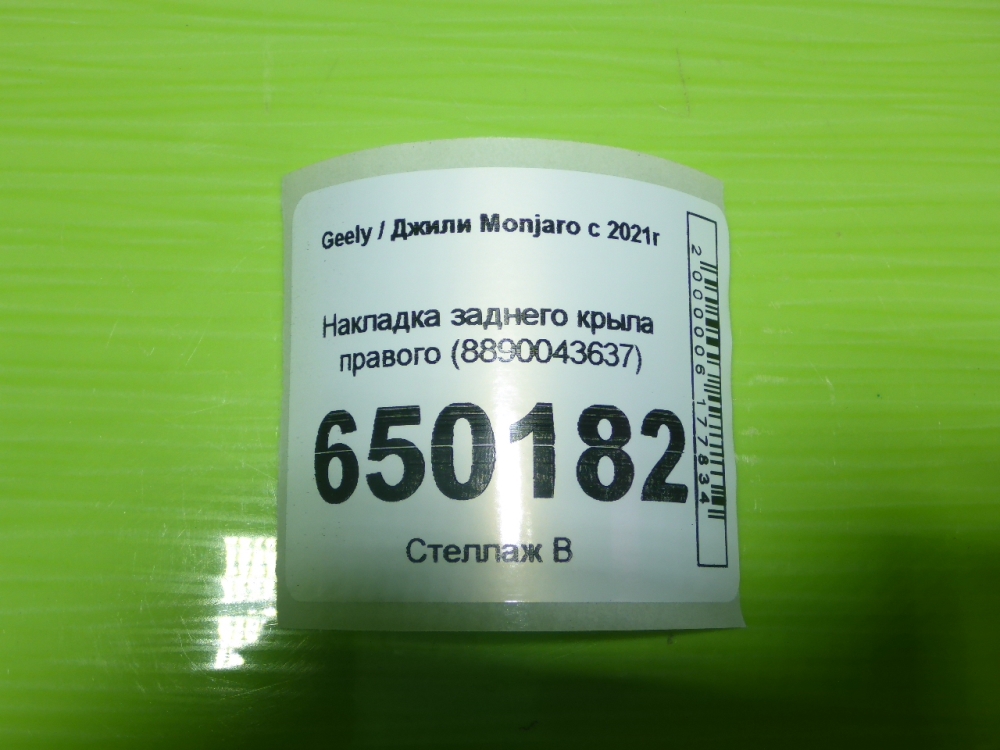 Geely / Джили Monjaro с 2021г
Накладка заднего крыла
правого (8890043637)
650182
Стеллаж В
2000006177834